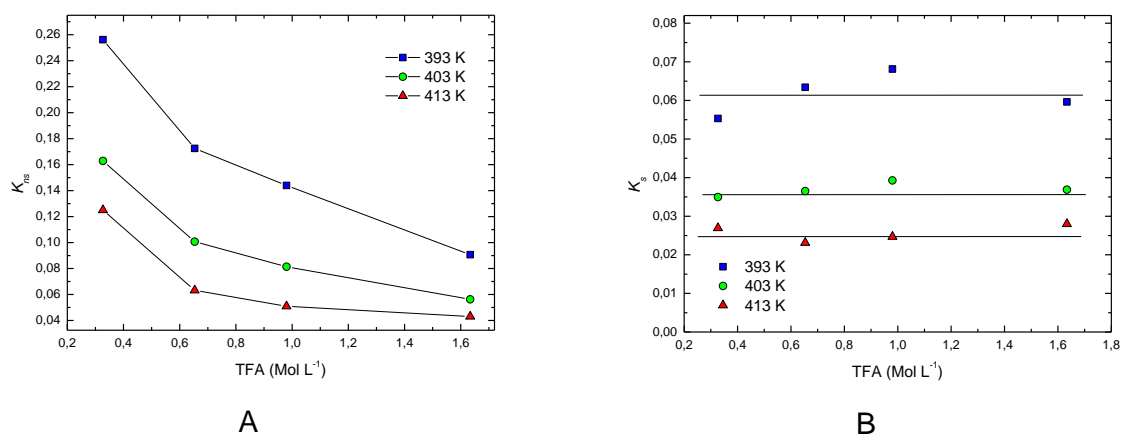 0,26
0,24
0,22
0,20
0,18
0,16
0,14
0,12
0,10
0,08
0,06
0,04
K_ns
393 K
403 K
413 K
0,2 0,4 0,6 0,8 1,0 1,2 1,4 1,6
TFA (Mol L⁻¹)
A
0,08
0,07
0,06
0,05
0,04
0,03
0,02
0,01
0,00
K_s
393 K
403 K
413 K
0,2 0,4 0,6 0,8 1,0 1,2 1,4 1,6 1,8
TFA (Mol L⁻¹)
B